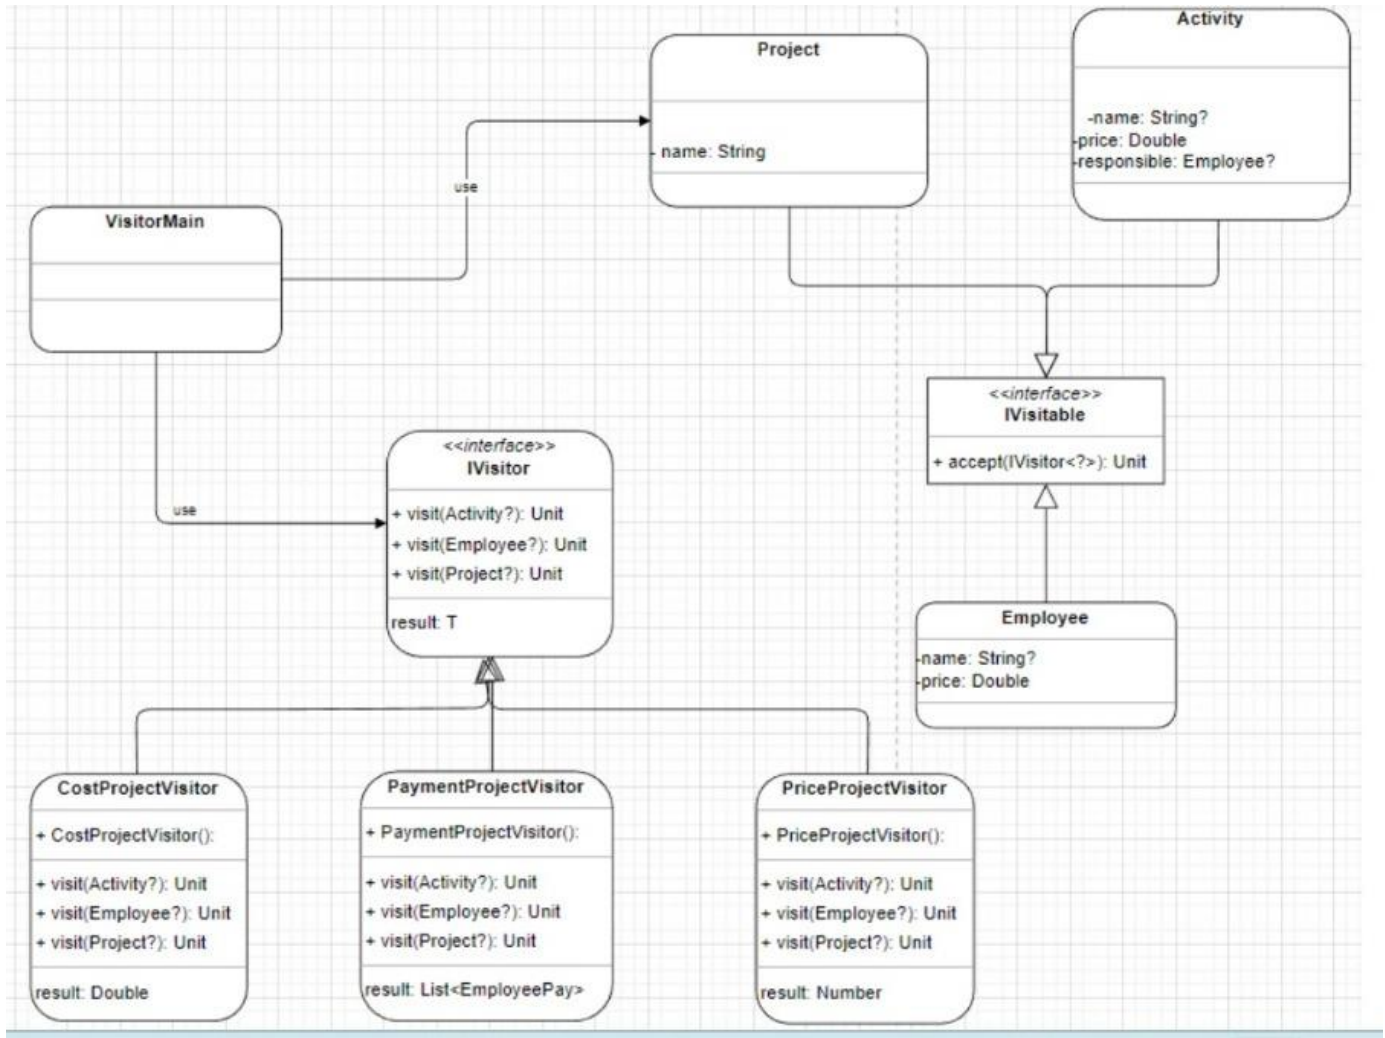 Activity
-name: String?
-price: Double
-responsible: Employee?
Project
- name: String
use
VisitorMain
use
<<interface>>
IVisitable
+ accept(IVisitor<?>): Unit
<<interface>>
IVisitor
+ visit(Activity?): Unit
+ visit(Employee?): Unit
+ visit(Project?): Unit
result: T
Employee
-name: String?
-price: Double
CostProjectVisitor
+ CostProjectVisitor():
+ visit(Activity?): Unit
+ visit(Employee?): Unit
+ visit(Project?): Unit
result: Double
PaymentProjectVisitor
+ PaymentProjectVisitor():
+ visit(Activity?): Unit
+ visit(Employee?): Unit
+ visit(Project?): Unit
result: List<EmployeePay>
PriceProjectVisitor
+ PriceProjectVisitor():
+ visit(Activity?): Unit
+ visit(Employee?): Unit
+ visit(Project?): Unit
result: Number